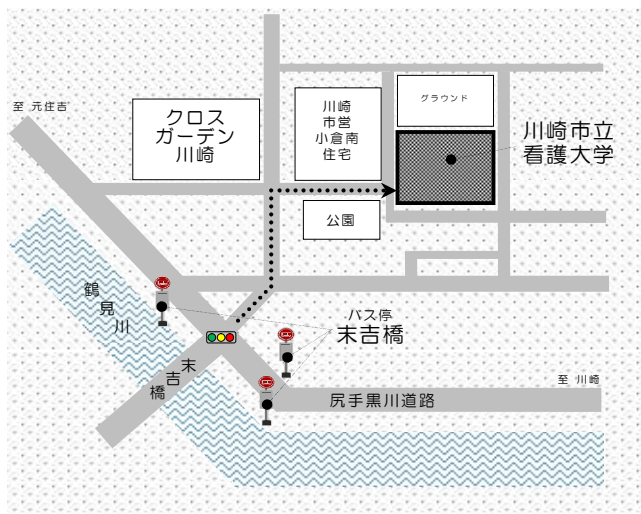 至 元住吉
クロス
ガーデン
川崎
川崎
市営
小倉南
住宅
グラウンド
川崎市立
看護大学
公園
鶴見川
バス停
末吉橋
末吉橋
至 川崎
尻手黒川道路